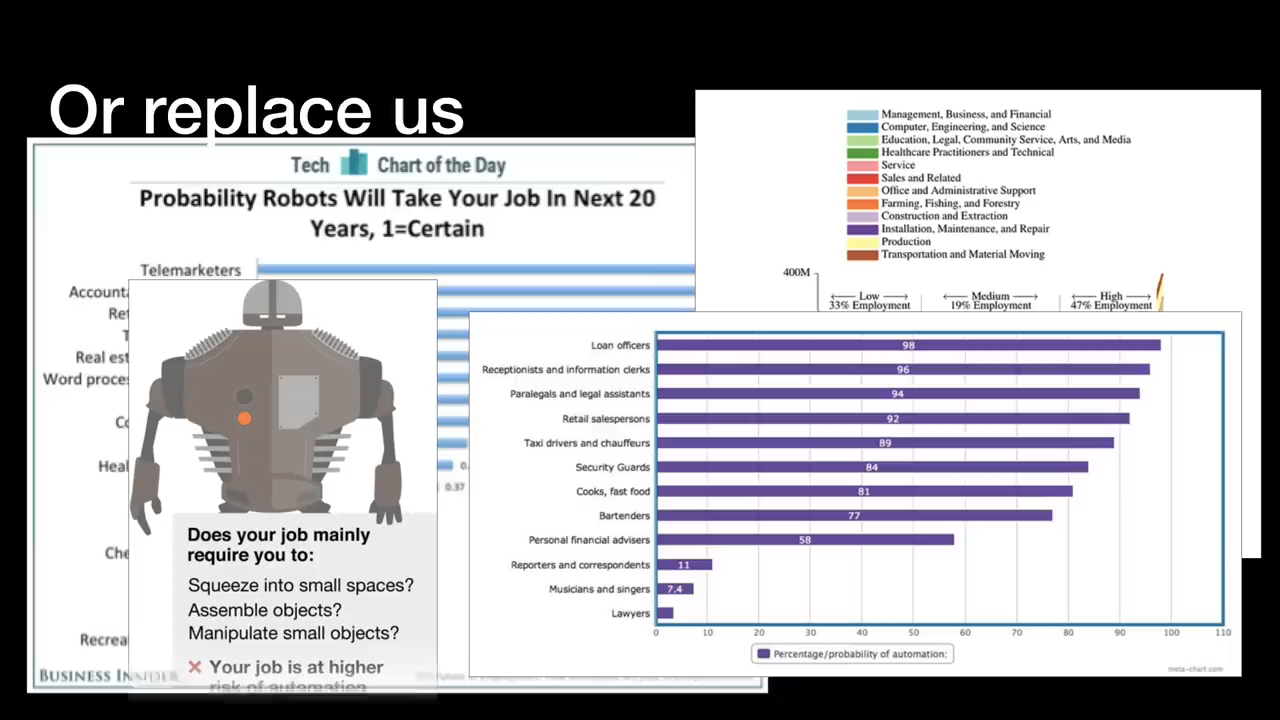 Or replace us
Tech Chart of the Day
Probability Robots Will Take Your Job In Next 20
Years, 1=Certain
Telemarketers
0.37
BUSINESS
Does your job mainly
require you to:
Squeeze into small spaces?
Assemble objects?
Manipulate small objects?
Your job is at higher
risk of automation
Management, Business, and Financial
Computer, Engineering, and Science
Education, Legal, Community Service, Arts, and Media
Healthcare Practitioners and Technical
Service
Sales and Related
Office and Administrative Support
Farming, Fishing, and Forestry
Construction and Extraction
Installation, Maintenance, and Repair
Production
Transportation and Material Moving
400M
Low Medium High
33% Employment 19% Employment 47% Employment
Loan officers 98
Receptionists and information clerks 96
Paralegals and legal assistants 94
Retail salespersons 92
Taxi drivers and chauffeurs 89
Security Guards 84
Cooks, fast food 81
Bartenders 77
Personal financial advisers 58
Reporters and correspondents 11
Musicians and singers 7.4
Lawyers
0 10 20 30 40 50 60 70 80 90 100 110
Percentage/probability of automation:
meta-chart.com